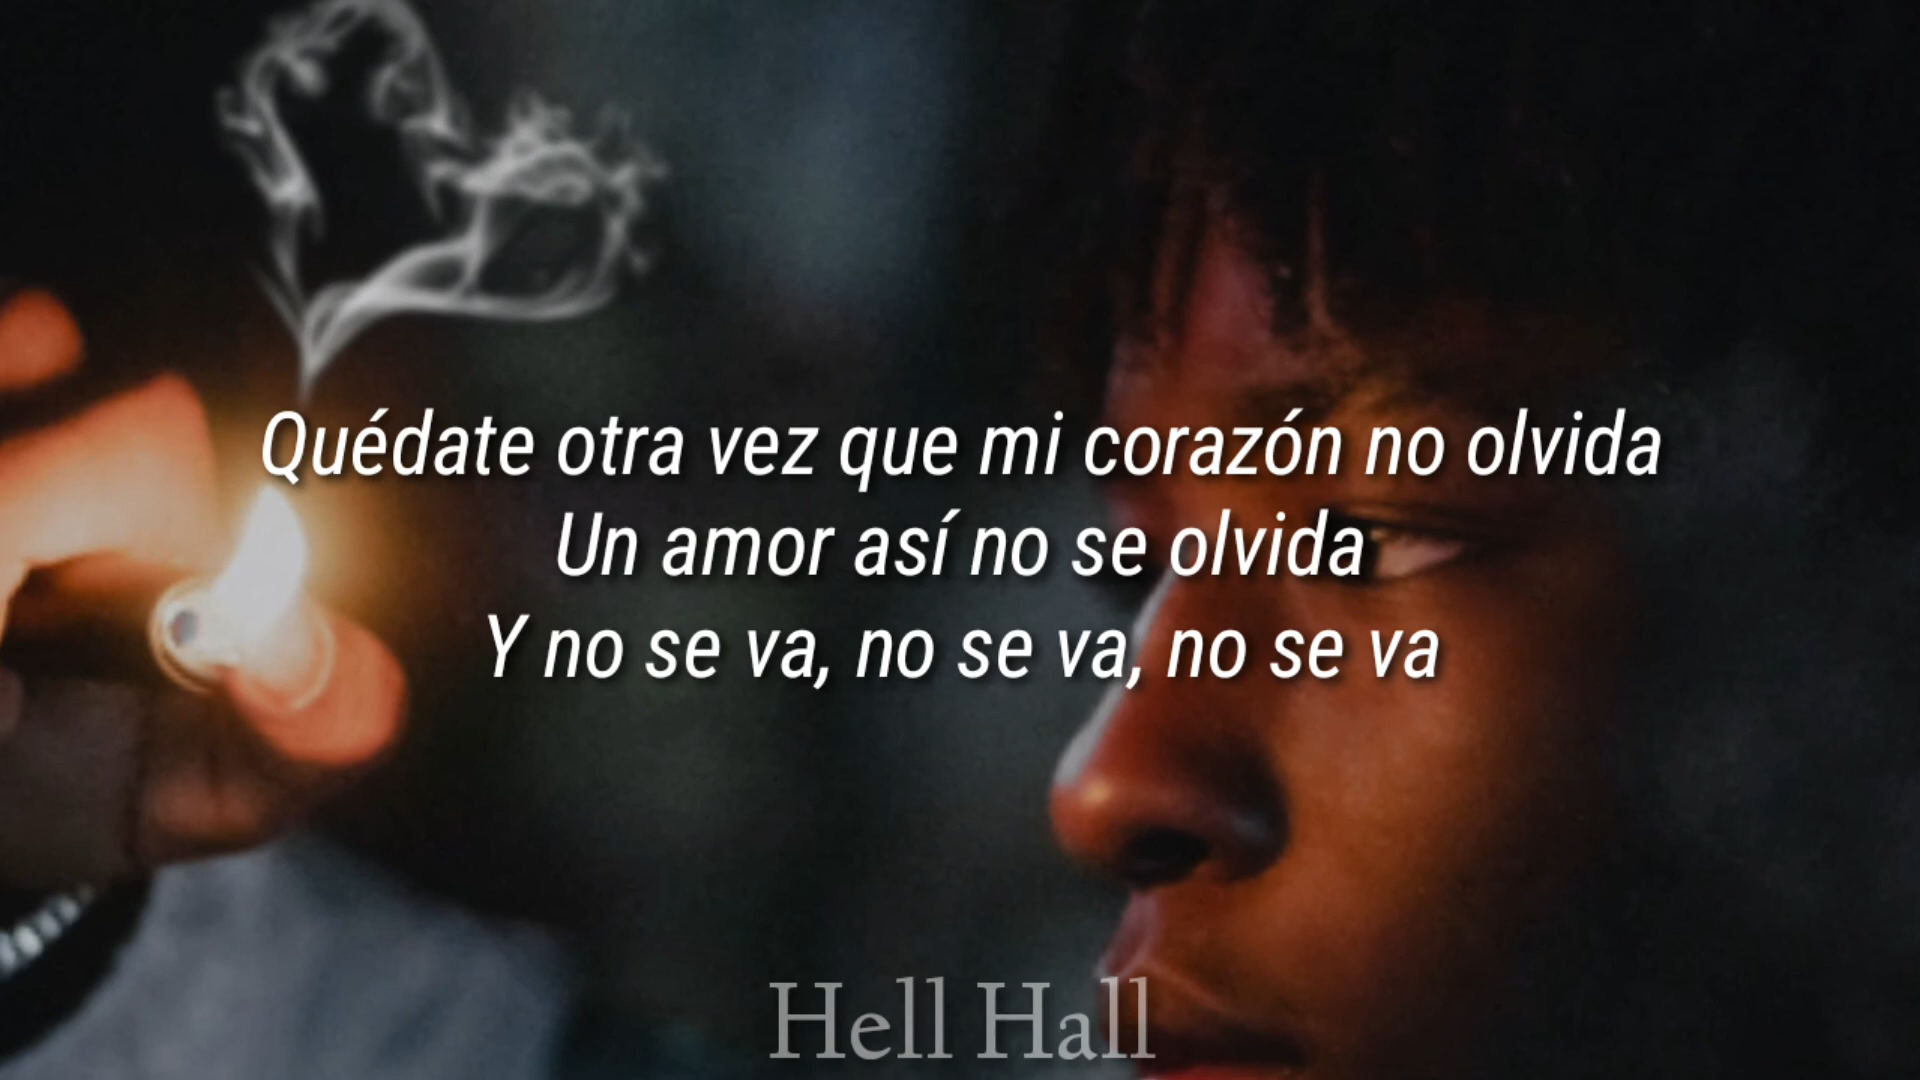 Quédate otra vez que mi corazón no olvida
Un amor así no se olvida
Y no se va, no se va, no se va
Hell Hall